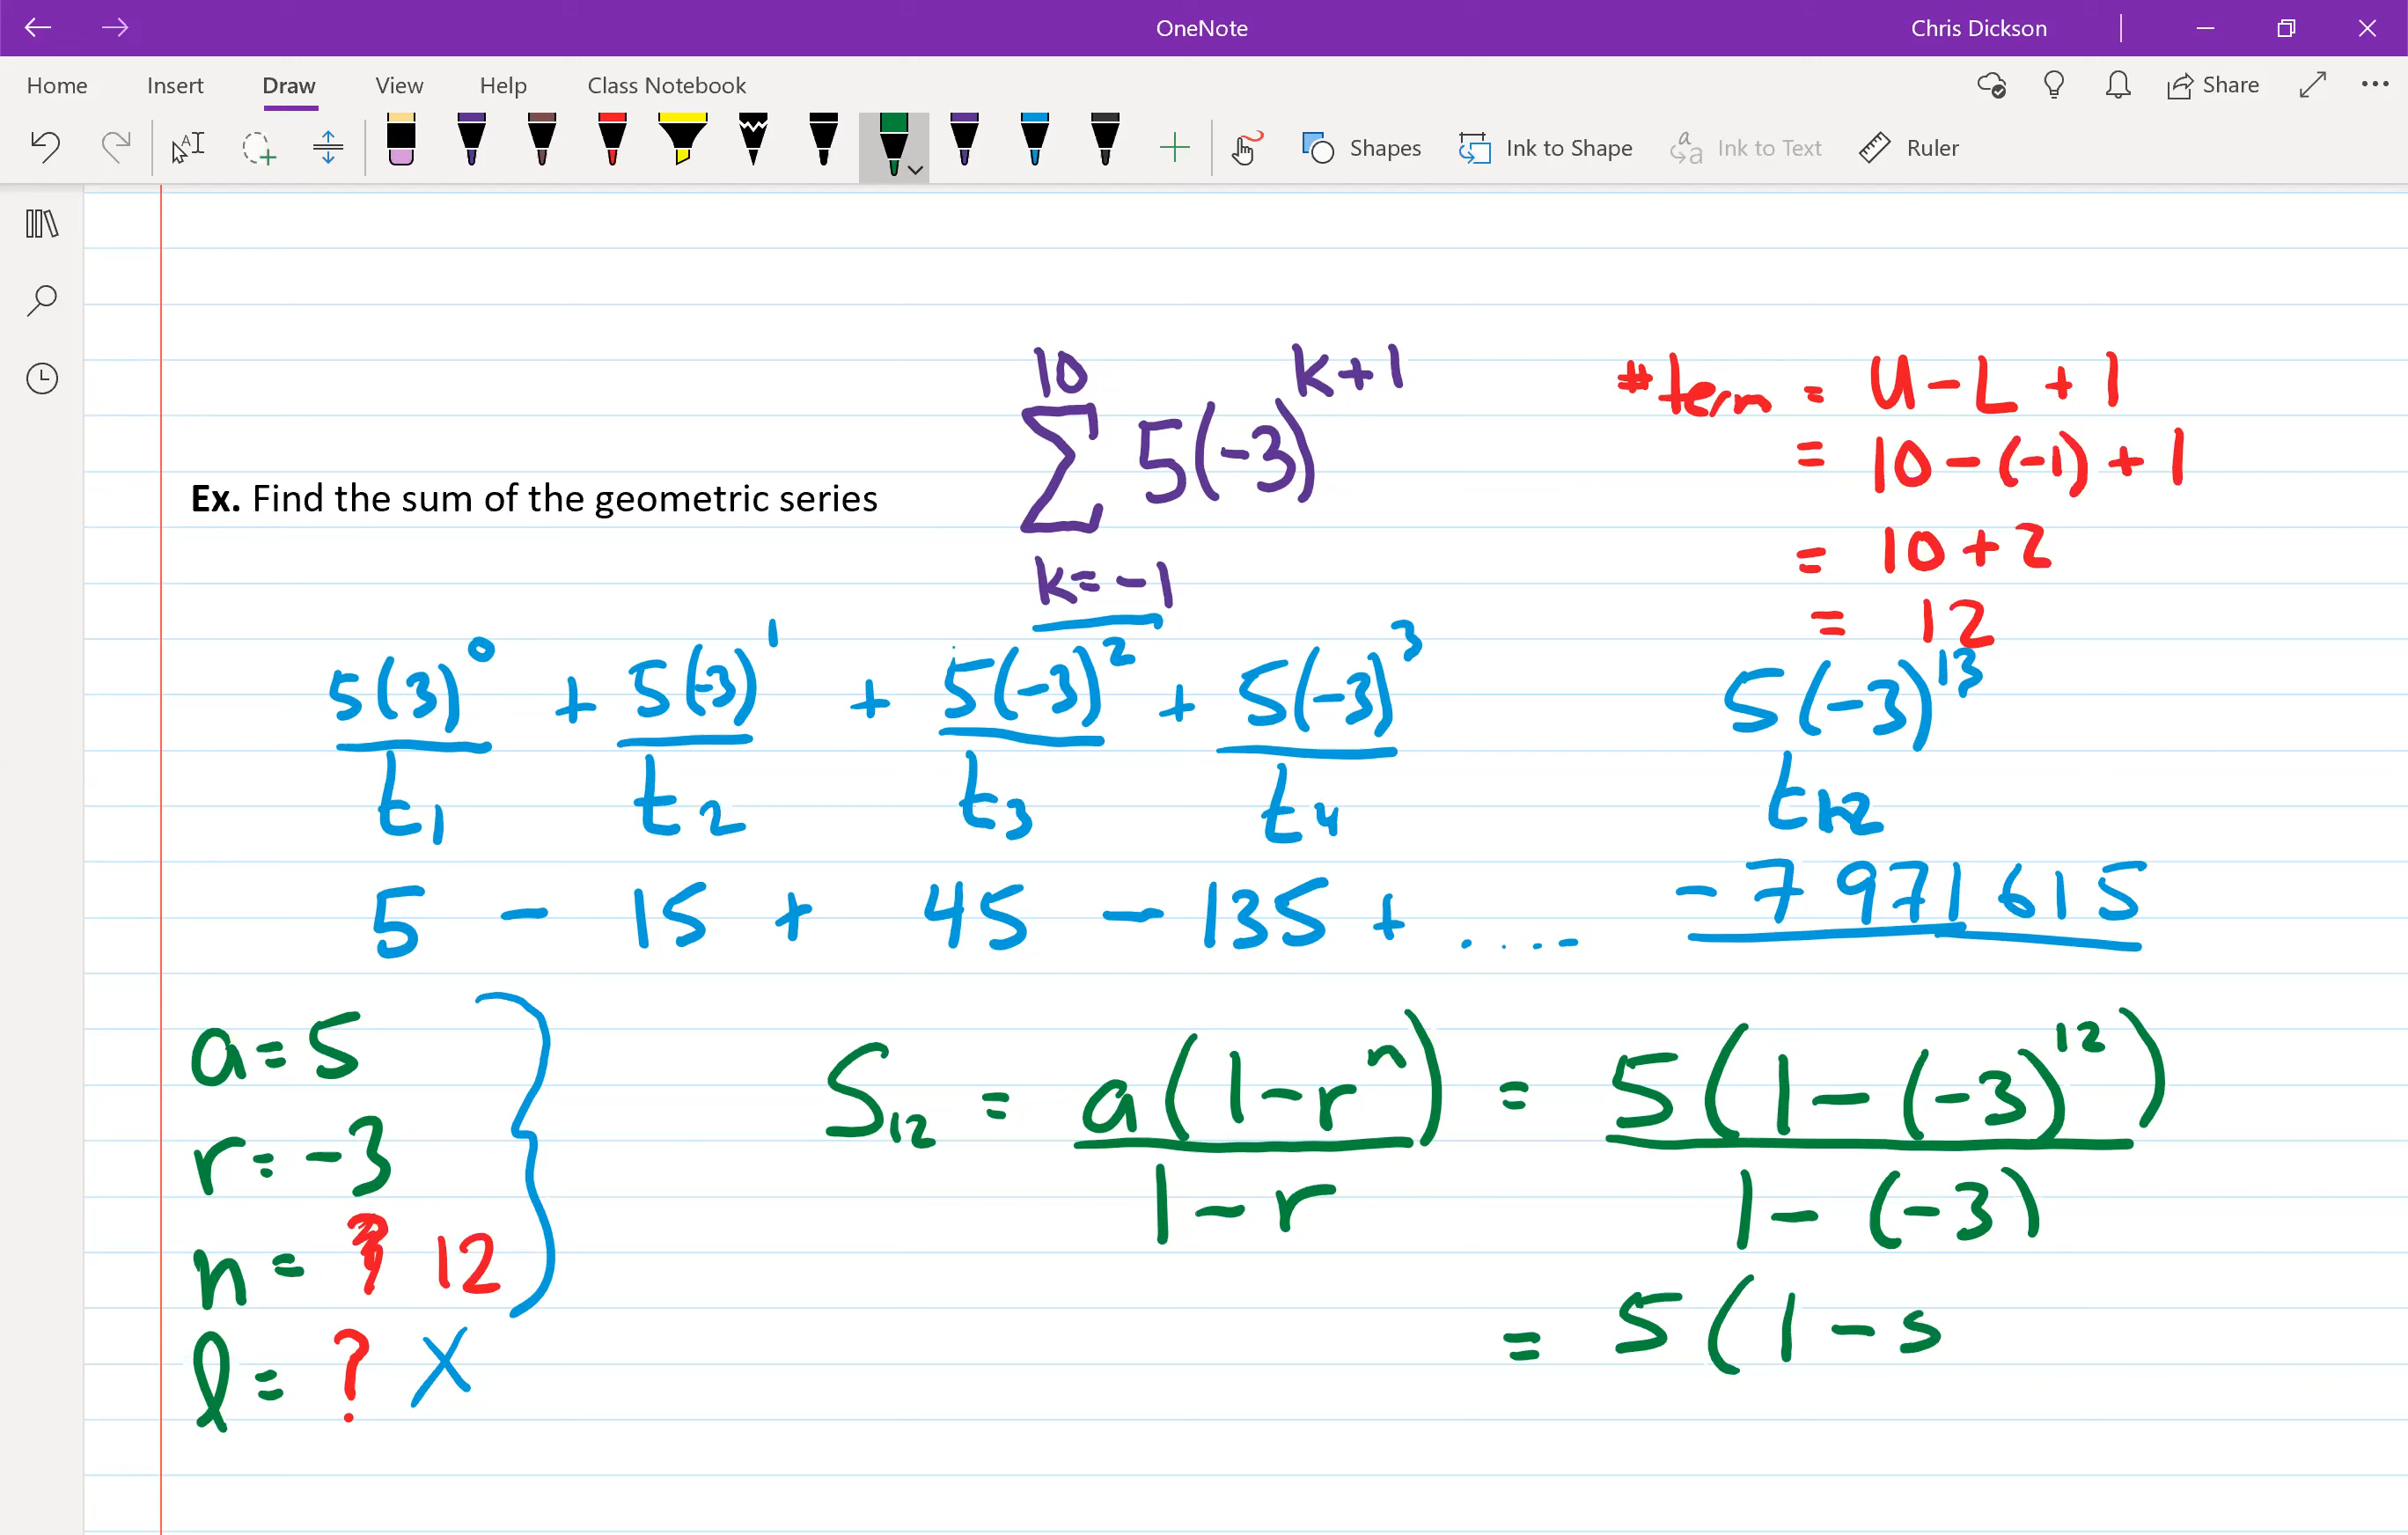 OneNote Chris Dickson
Home Insert Draw View Help Class Notebook Share
Shapes Ink to Shape Ink to Text Ruler
10
Σ 5(-3)^(k+1)
k=-1
Ex. Find the sum of the geometric series
#term = U - L + 1
= 10 - (-1) + 1
= 10 + 2
= 12
5(3)^0 + 5(-3)^1 + 5(-3)^2 + 5(-3)^3 5(-3)^13
t1 t2 t3 t4 t12
5 - 15 + 45 - 135 + .... - 7 971 615
a = 5
r = -3
n = ? 12
l = ? X
S12 = a(1-r^n) / 1-r = 5(1-(-3)^12) / 1-(-3)
= 5(1-5